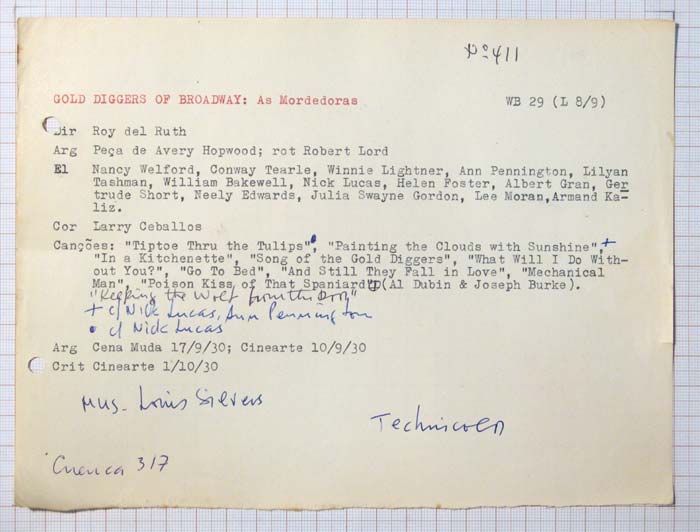 Nº 411
GOLD DIGGERS OF BROADWAY: As Mordedoras WB 29 (L 8/9)
Dir Roy del Ruth
Arg Peça de Avery Hopwood; rot Robert Lord
El Nancy Welford, Conway Tearle, Winnie Lightner, Ann Pennington, Lilyan
Tashman, William Bakewell, Nick Lucas, Helen Foster, Albert Gran, Ger
trude Short, Neely Edwards, Julia Swayne Gordon, Lee Moran,Armand Ka-
liz.
Cor Larry Ceballos
Canções: "Tiptoe Thru the Tulips"•, "Painting the Clouds with Sunshine",+
"In a Kitchenette", "Song of the Gold Diggers", "What Will I Do With-
out You?", "Go To Bed", "And Still They Fall in Love", "Mechanical
Man", "Poison Kiss of That Spaniard" (Al Dubin & Joseph Burke).
"Keeping the Wolf from the Door"
+ c/ Nick Lucas, Ann Pennington
• c/ Nick Lucas
Arg Cena Muda 17/9/30; Cinearte 10/9/30
Crit Cinearte 1/10/30
Mus. Louis Silvers
Technicolor
Cuenca 317